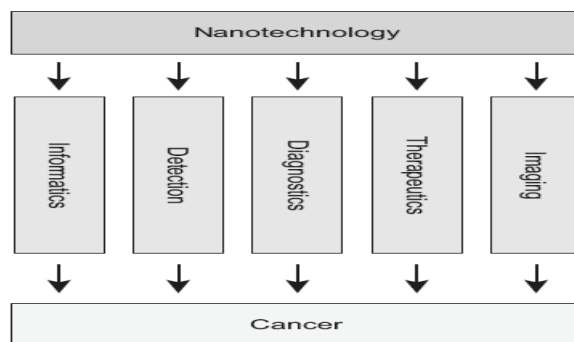 Nanotechnology
Informatics
Detection
Diagnostics
Therapeutics
Imaging
Cancer